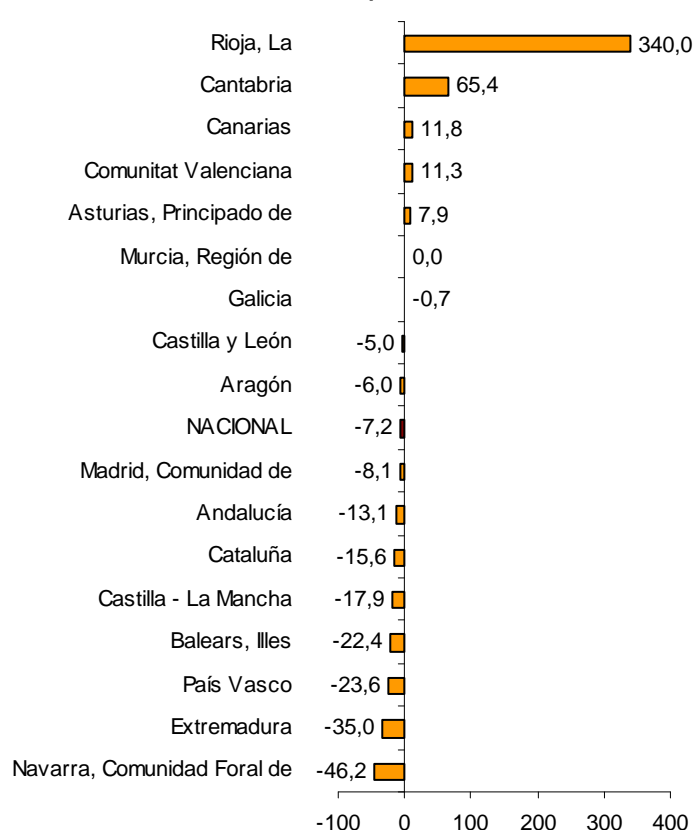 Rioja, La 340,0
Cantabria 65,4
Canarias 11,8
Comunitat Valenciana 11,3
Asturias, Principado de 7,9
Murcia, Región de 0,0
Galicia -0,7
Castilla y León -5,0
Aragón -6,0
NACIONAL -7,2
Madrid, Comunidad de -8,1
Andalucía -13,1
Cataluña -15,6
Castilla - La Mancha -17,9
Balears, Illes -22,4
País Vasco -23,6
Extremadura -35,0
Navarra, Comunidad Foral de -46,2
-100 0 100 200 300 400